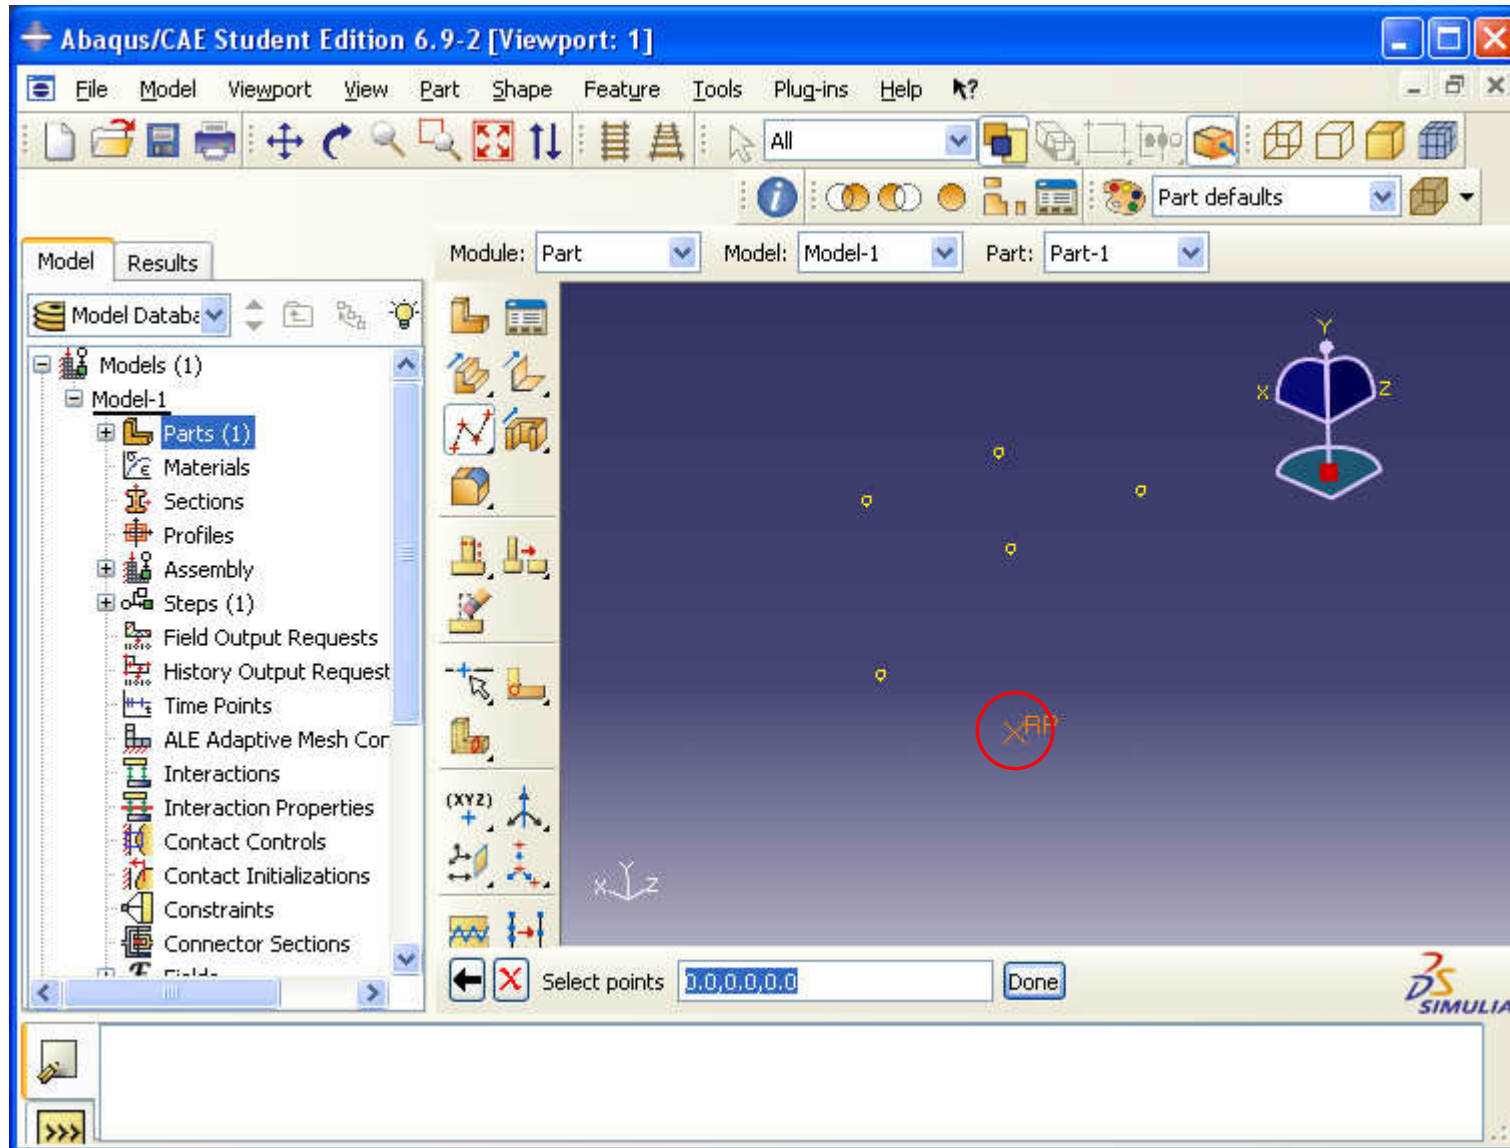 Abaqus/CAE Student Edition 6.9-2 [Viewport: 1]
File Model Viewport View Part Shape Feature Tools Plug-ins Help ?
All
i Part defaults
Model Results
Module: Part Model: Model-1 Part: Part-1
Model Databa
Models (1)
Model-1
Parts (1)
Materials
Sections
Profiles
Assembly
Steps (1)
Field Output Requests
History Output Request
Time Points
ALE Adaptive Mesh Cor
Interactions
Interaction Properties
Contact Controls
Contact Initializations
Constraints
Connector Sections
(XYZ)
Y
X Z
RP
Y
X Z
Select points 0.0,0.0,0.0 Done
SIMULIA
>>>